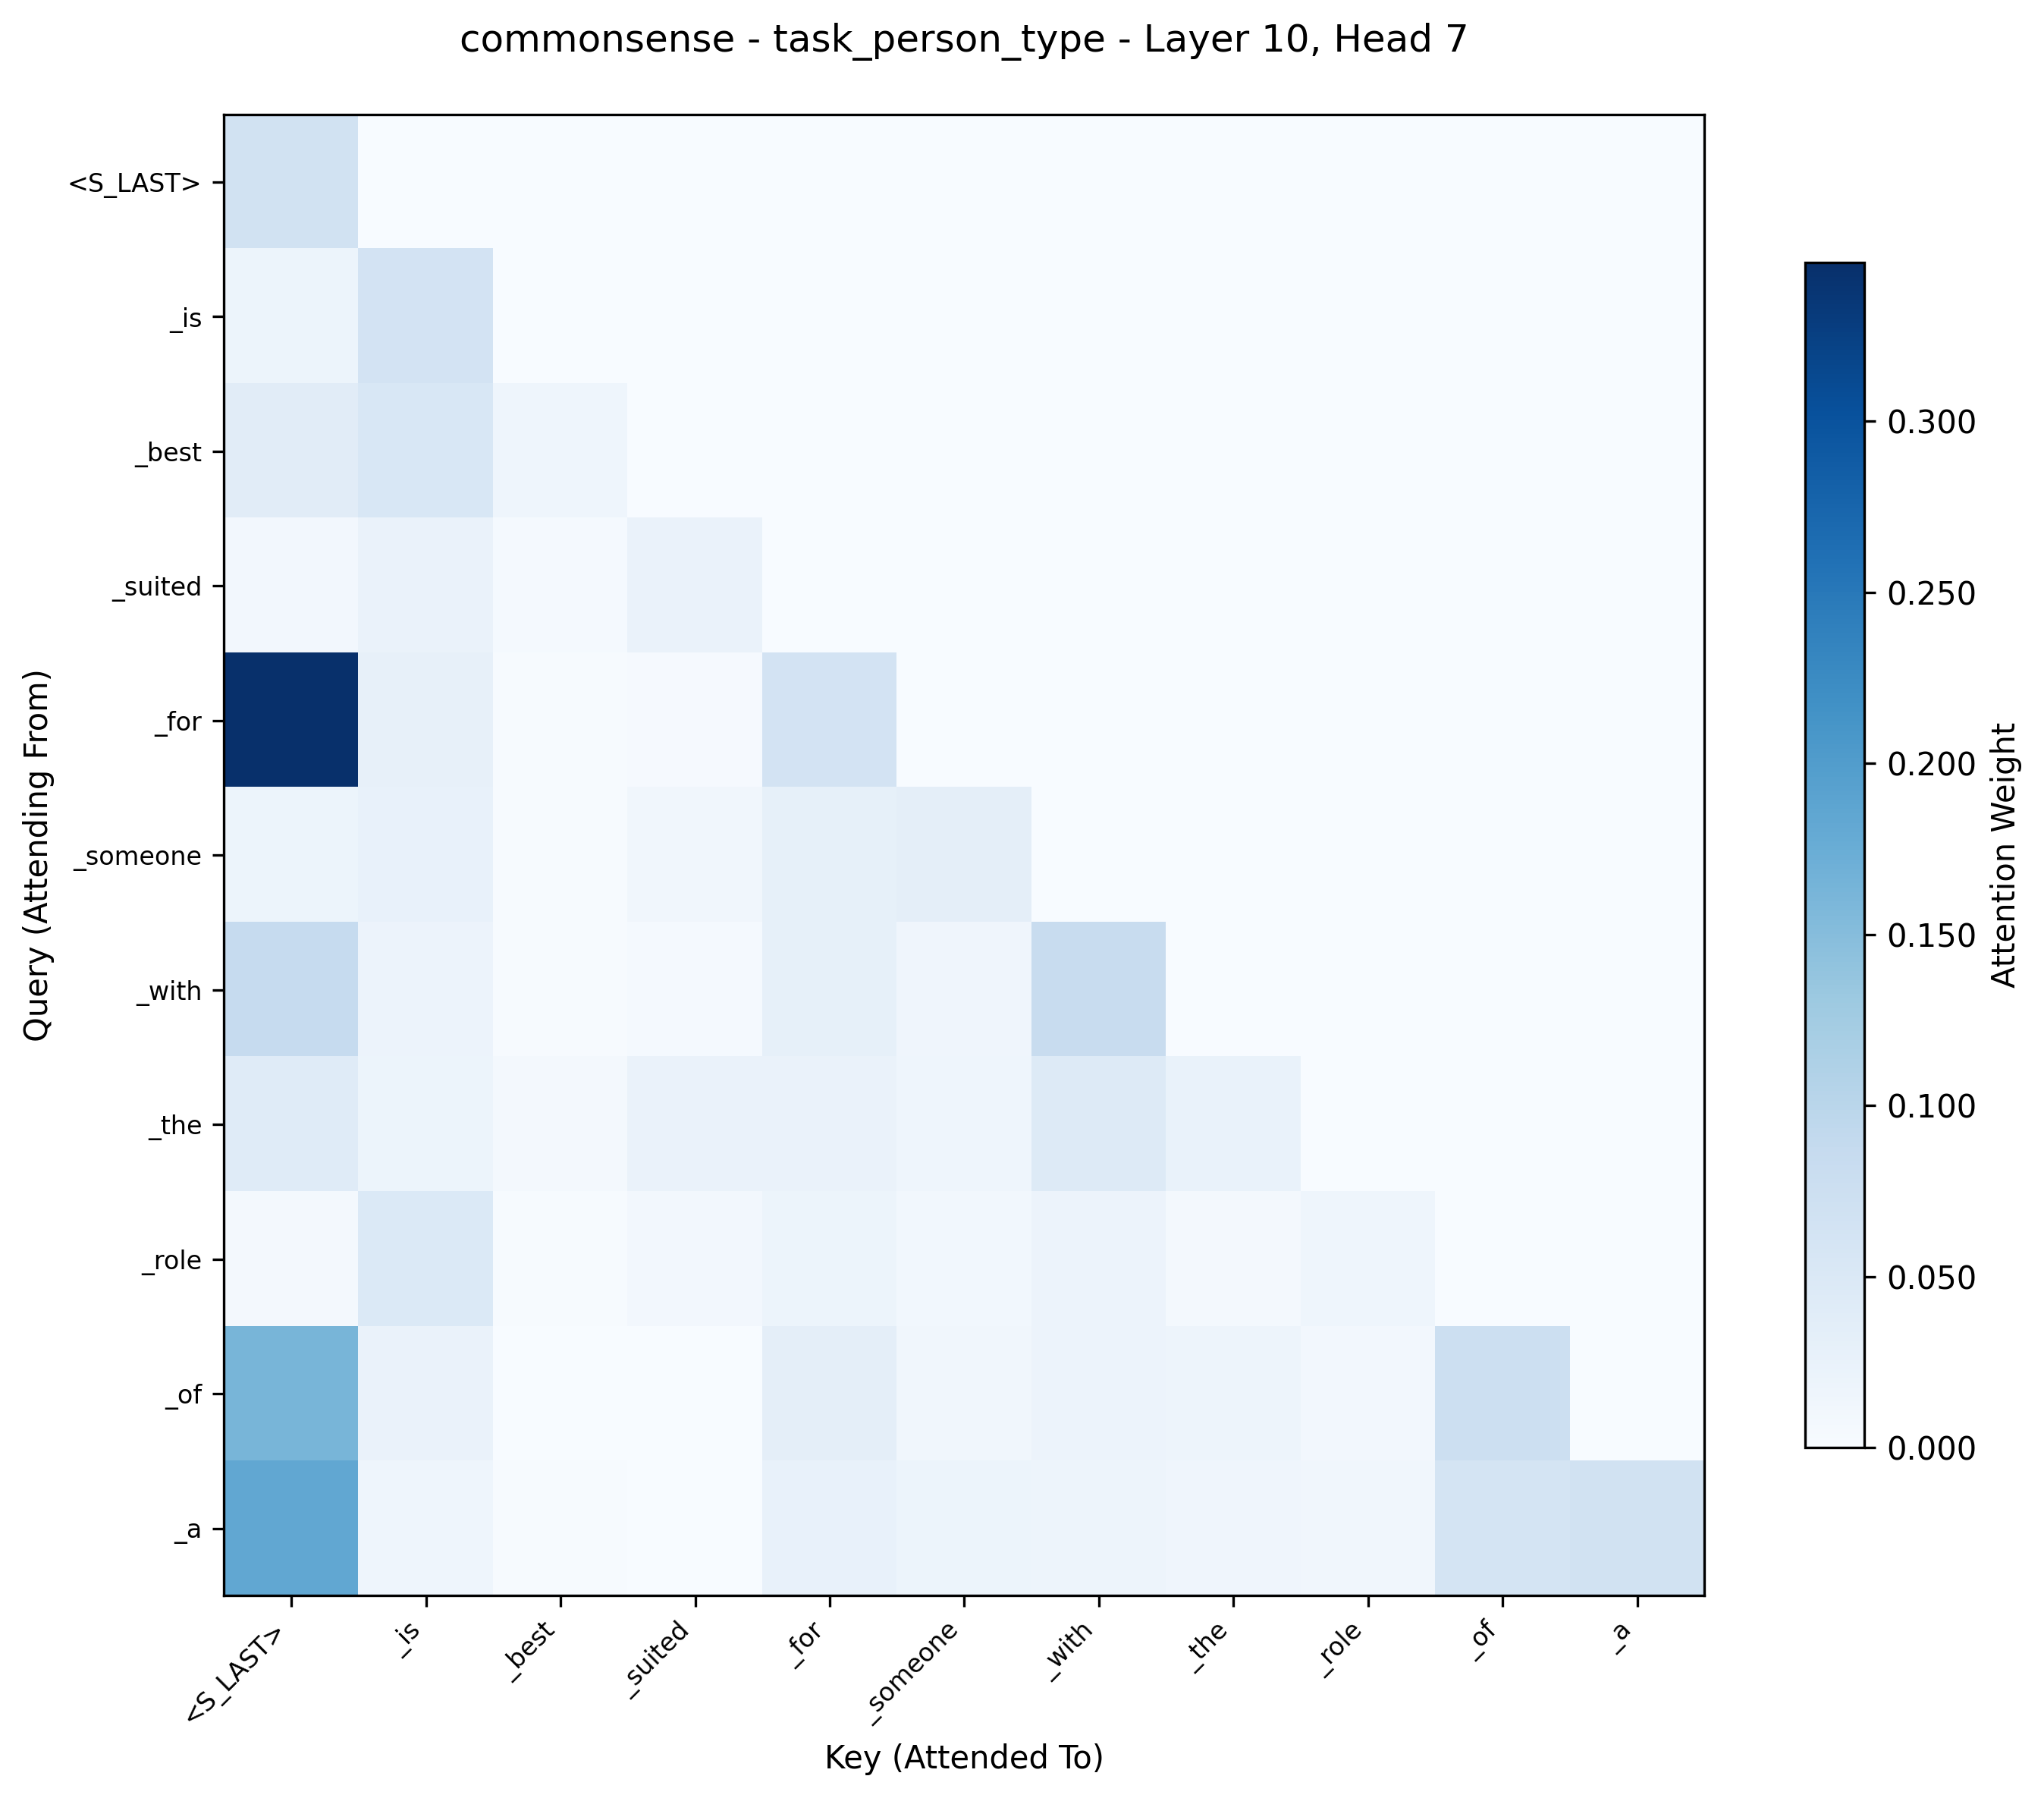 commonsense - task_person_type - Layer 10, Head 7
Query (Attending From)
<S_LAST>
_is
_best
_suited
_for
_someone
_with
_the
_role
_of
_a
<S_LAST>
_is
_best
_suited
_for
_someone
_with
_the
_role
_of
_a
Key (Attended To)
0.300
0.250
0.200
0.150
0.100
0.050
0.000
Attention Weight